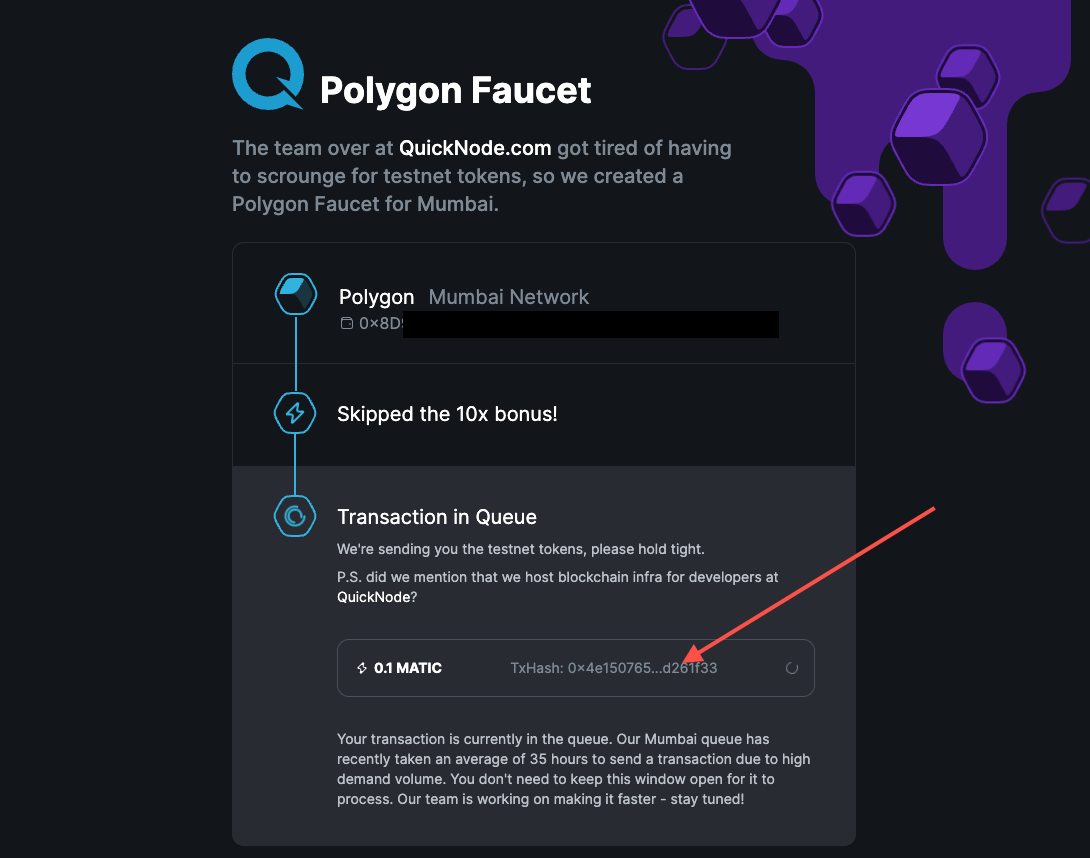 Polygon Faucet
The team over at QuickNode.com got tired of having
to scrounge for testnet tokens, so we created a
Polygon Faucet for Mumbai.
Polygon Mumbai Network
0x8D
Skipped the 10x bonus!
Transaction in Queue
We're sending you the testnet tokens, please hold tight.
P.S. did we mention that we host blockchain infra for developers at
QuickNode?
0.1 MATIC TxHash: 0x4e150765...d261f33
Your transaction is currently in the queue. Our Mumbai queue has
recently taken an average of 35 hours to send a transaction due to high
demand volume. You don't need to keep this window open for it to
process. Our team is working on making it faster - stay tuned!